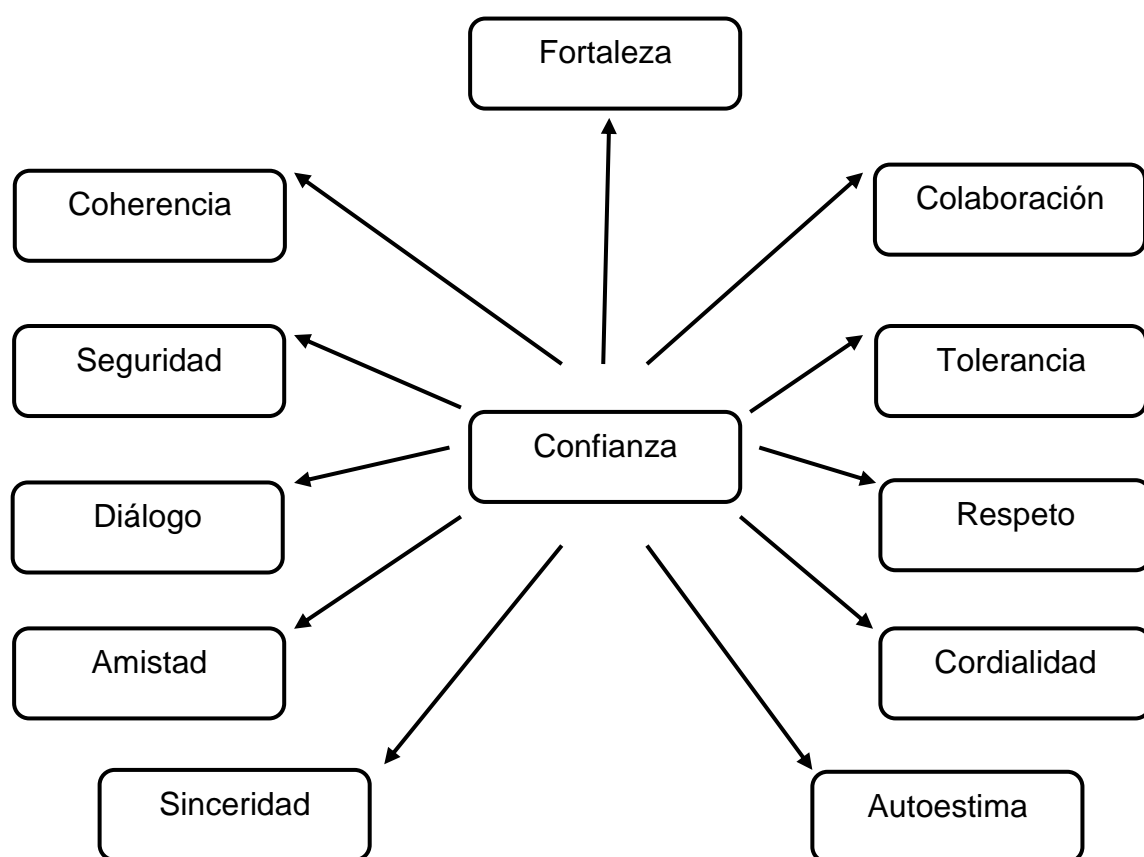 Fortaleza
Coherencia
Colaboración
Seguridad
Tolerancia
Confianza
Diálogo
Respeto
Amistad
Cordialidad
Sinceridad
Autoestima